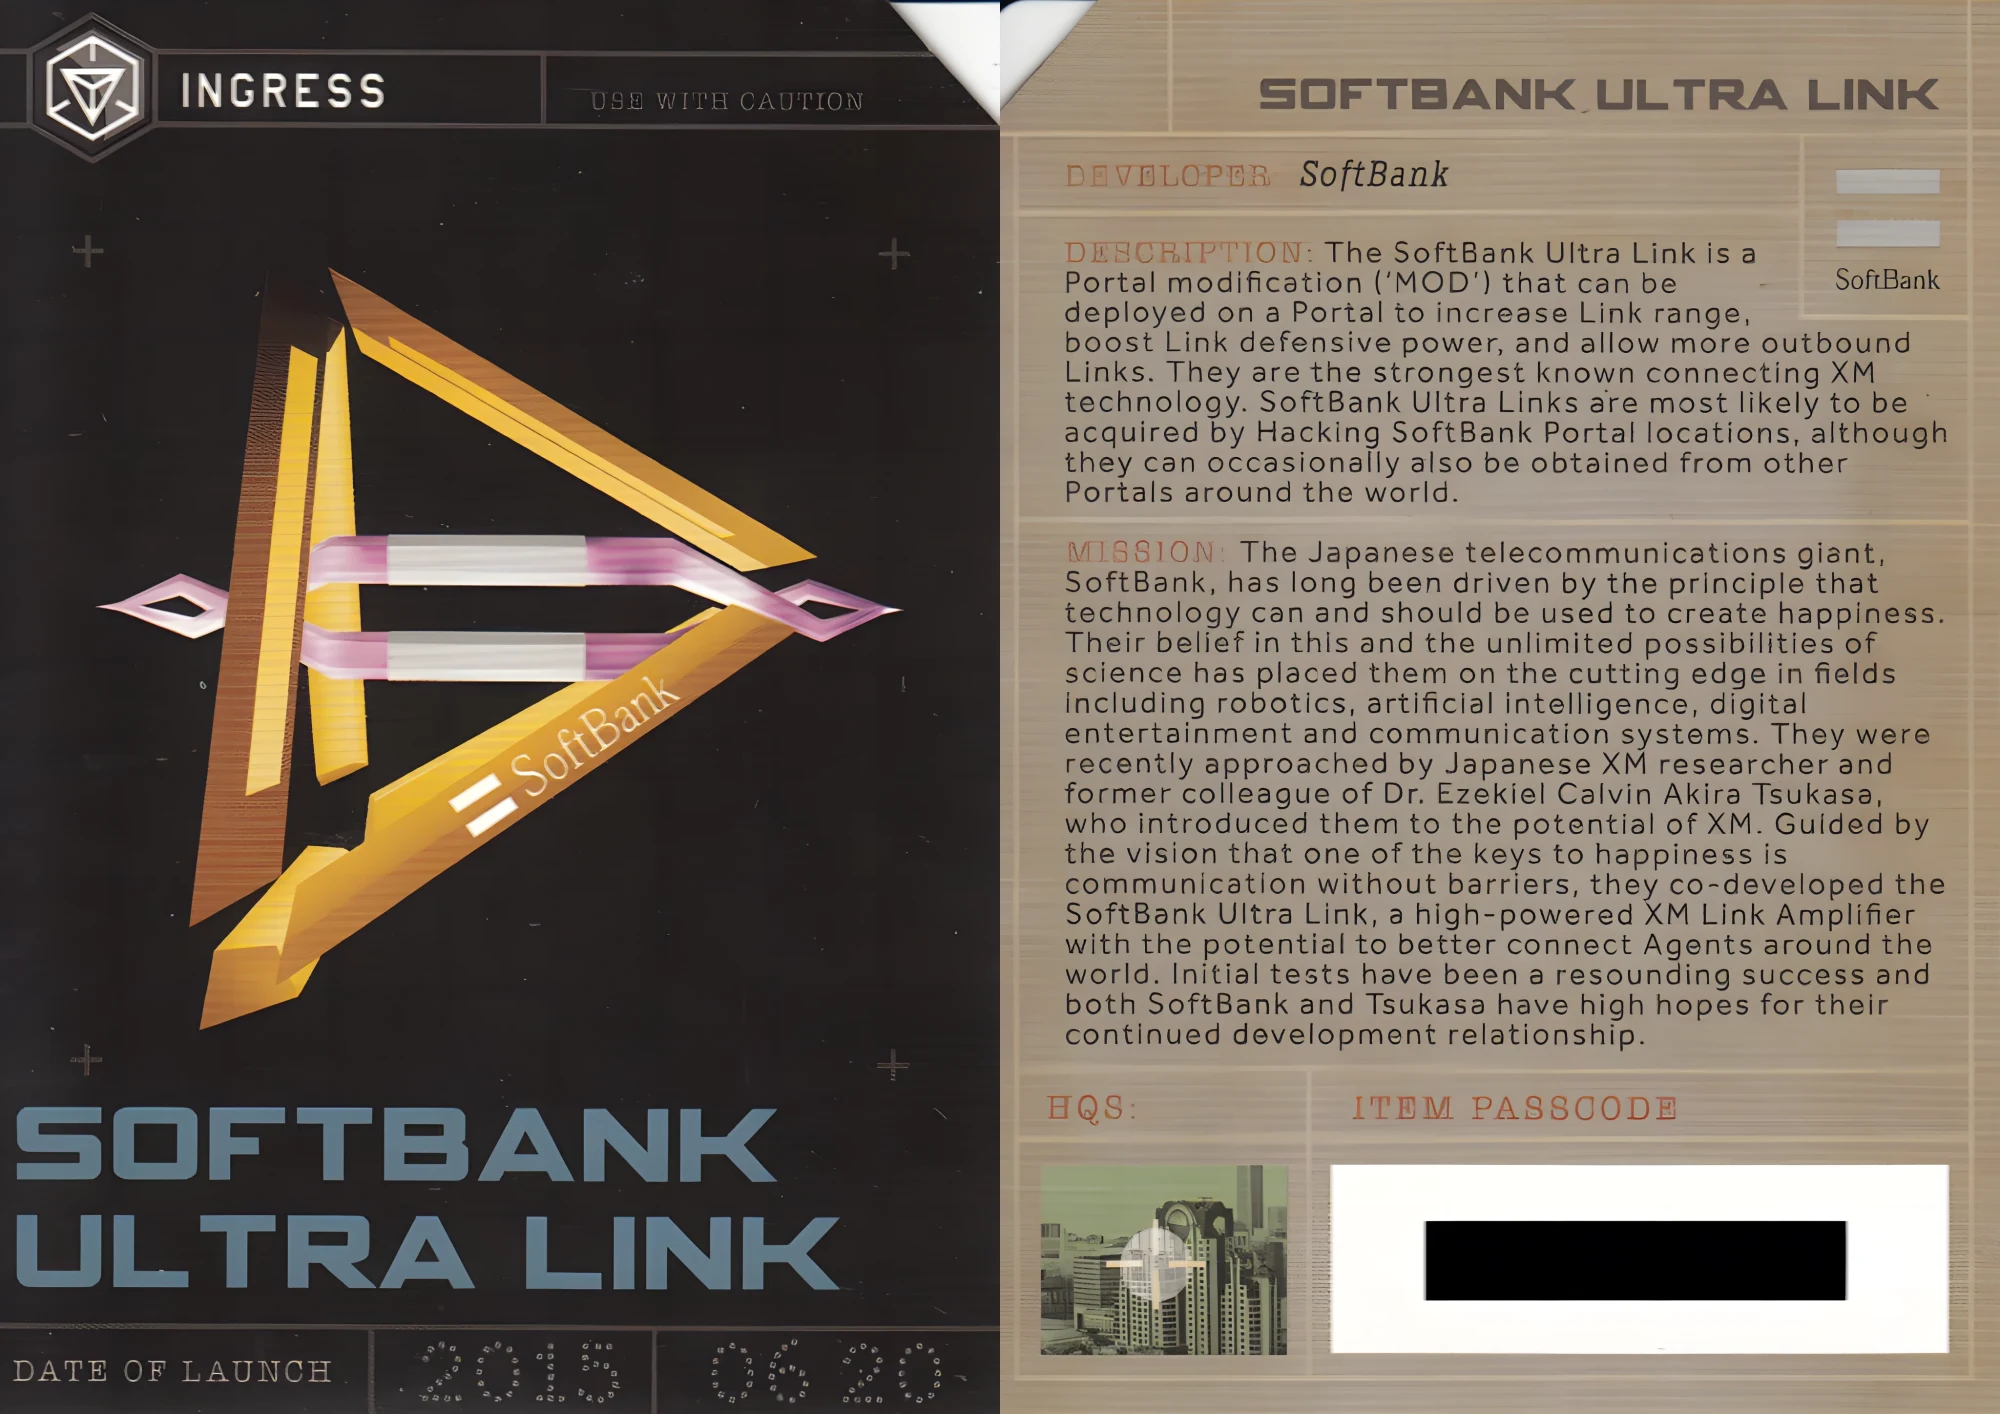 INGRESS
USE WITH CAUTION
SoftBank
SOFTBANK
ULTRA LINK
DATE OF LAUNCH 2015 06 20
SOFTBANK ULTRA LINK
DEVELOPER SoftBank
SoftBank
DESCRIPTION: The SoftBank Ultra Link is a
Portal modification (‘MOD’) that can be
deployed on a Portal to increase Link range,
boost Link defensive power, and allow more outbound
Links. They are the strongest known connecting XM
technology. SoftBank Ultra Links are most likely to be
acquired by Hacking SoftBank Portal locations, although
they can occasionally also be obtained from other
Portals around the world.
MISSION: The Japanese telecommunications giant,
SoftBank, has long been driven by the principle that
technology can and should be used to create happiness.
Their belief in this and the unlimited possibilities of
science has placed them on the cutting edge in fields
including robotics, artificial intelligence, digital
entertainment and communication systems. They were
recently approached by Japanese XM researcher and
former colleague of Dr. Ezekiel Calvin Akira Tsukasa,
who introduced them to the potential of XM. Guided by
the vision that one of the keys to happiness is
communication without barriers, they co-developed the
SoftBank Ultra Link, a high-powered XM Link Amplifier
with the potential to better connect Agents around the
world. Initial tests have been a resounding success and
both SoftBank and Tsukasa have high hopes for their
continued development relationship.
HQS:
ITEM PASSCODE